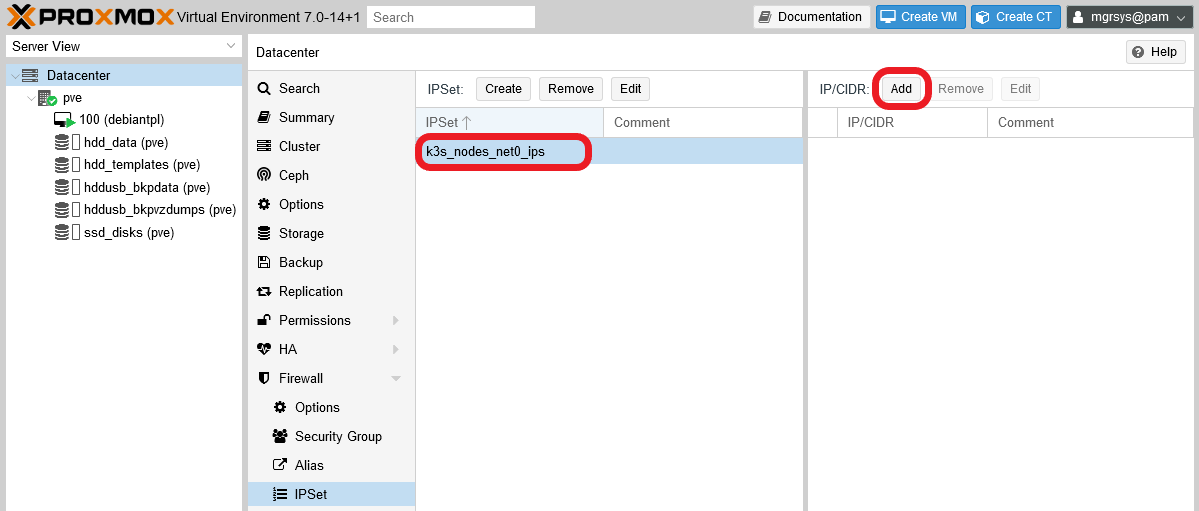 PROXMOX Virtual Environment 7.0-14+1 Search Documentation Create VM Create CT mgrsys@pam
Server View
Datacenter
pve
100 (debiantpl)
hdd_data (pve)
hdd_templates (pve)
hddusb_bkpdata (pve)
hddusb_bkpvzdumps (pve)
ssd_disks (pve)
Datacenter Help
Search
Summary
Cluster
Ceph
Options
Storage
Backup
Replication
Permissions
HA
Firewall
Options
Security Group
Alias
IPSet
IPSet: Create Remove Edit
IPSet Comment
k3s_nodes_net0_ips
IP/CIDR: Add Remove Edit
IP/CIDR Comment